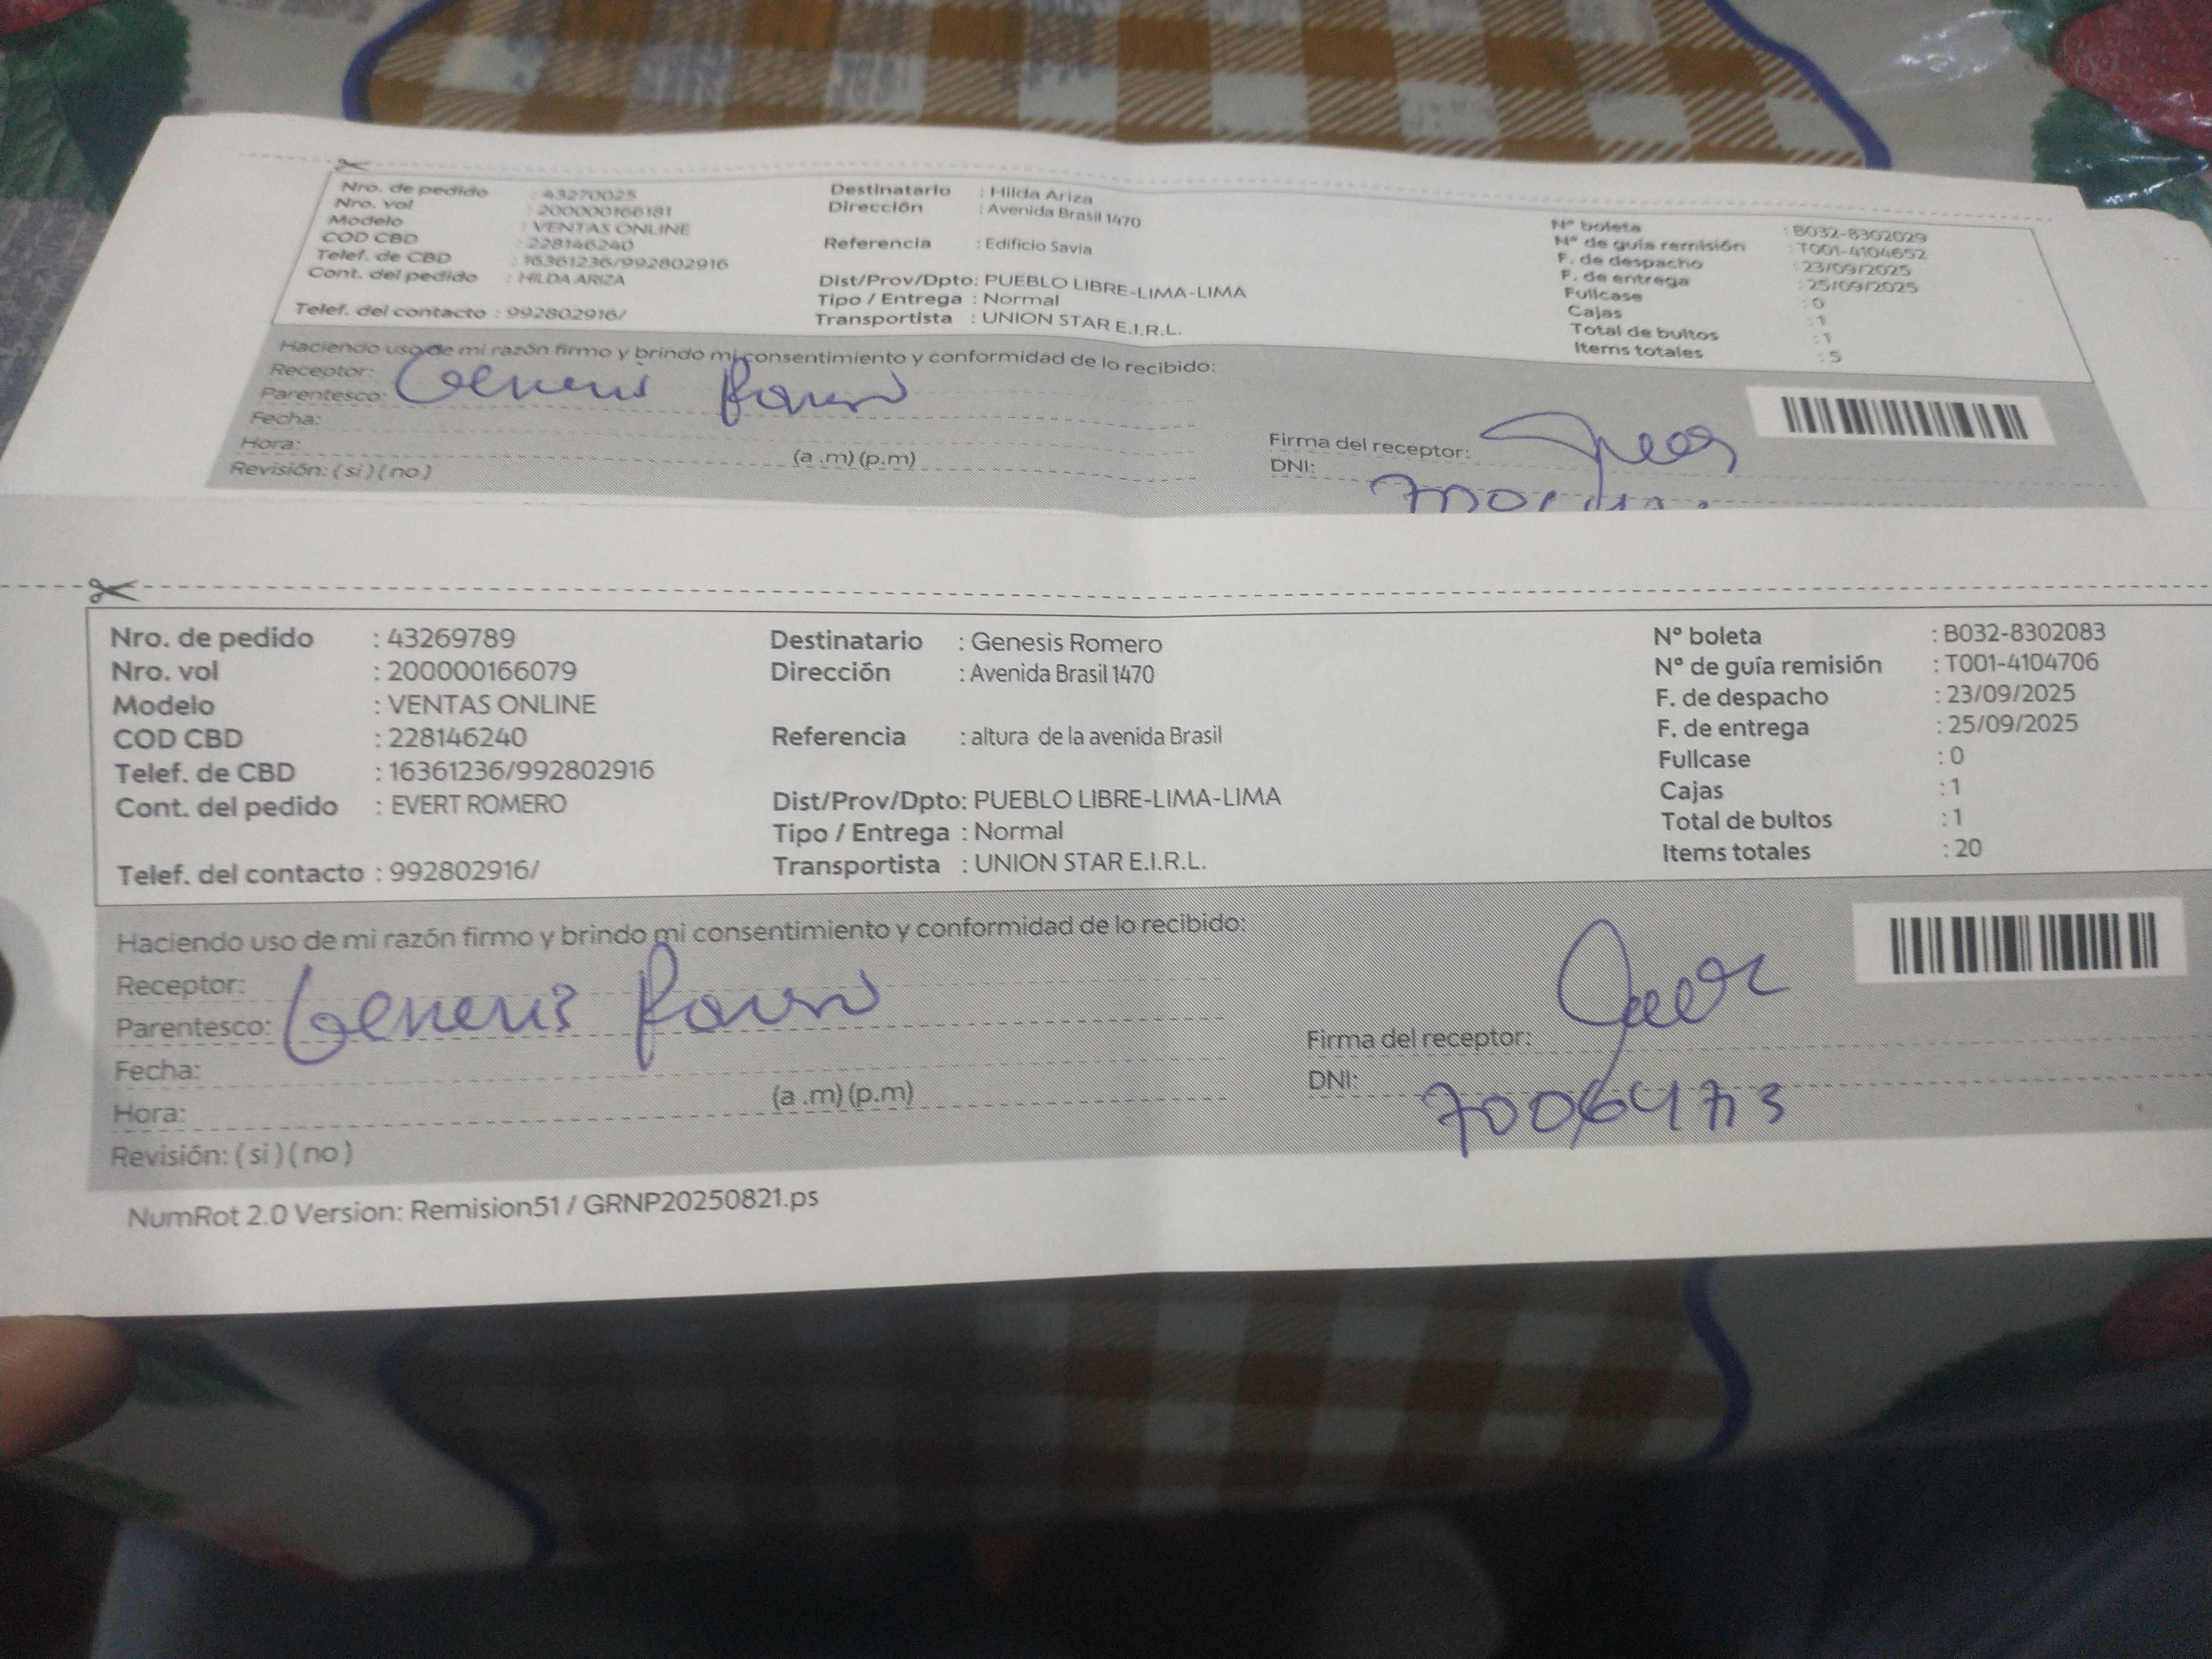 Nro. de pedido : 43270025
Nro. vol : 200000166181
Modelo : VENTAS ONLINE
COD CBD : 228146240
Telef. de CBD : 16361236/992802916
Cont. del pedido : HILDA ARIZA
Telef. del contacto : 992802916/
Destinatario : Hilda Ariza
Dirección : Avenida Brasil 1470
Referencia : Edificio Savia
Dist/Prov/Dpto: PUEBLO LIBRE-LIMA-LIMA
Tipo / Entrega : Normal
Transportista : UNION STAR E.I.R.L.
Nº boleta : B032-8302029
Nº de guía remisión : T001-4104652
F. de despacho : 23/09/2025
F. de entrega : 25/09/2025
Fullcase : 0
Cajas : 1
Total de bultos : 1
Items totales : 5
Haciendo uso de mi razón firmo y brindo mi consentimiento y conformidad de lo recibido:
Receptor: Genesis Romero
Parentesco:
Fecha:
Hora: (a .m) (p.m)
Revisión: ( si ) ( no )
Firma del receptor:
DNI:
Nro. de pedido : 43269789
Nro. vol : 200000166079
Modelo : VENTAS ONLINE
COD CBD : 228146240
Telef. de CBD : 16361236/992802916
Cont. del pedido : EVERT ROMERO
Telef. del contacto : 992802916/
Destinatario : Genesis Romero
Dirección : Avenida Brasil 1470
Referencia : altura de la avenida Brasil
Dist/Prov/Dpto: PUEBLO LIBRE-LIMA-LIMA
Tipo / Entrega : Normal
Transportista : UNION STAR E.I.R.L.
Nº boleta : B032-8302083
Nº de guía remisión : T001-4104706
F. de despacho : 23/09/2025
F. de entrega : 25/09/2025
Fullcase : 0
Cajas : 1
Total de bultos : 1
Items totales : 20
Haciendo uso de mi razón firmo y brindo mi consentimiento y conformidad de lo recibido:
Receptor: Genesis Romero
Parentesco:
Fecha:
Hora: (a .m) (p.m)
Revisión: ( si ) ( no )
Firma del receptor:
DNI:
NumRot 2.0 Version: Remision51 / GRNP20250821.ps